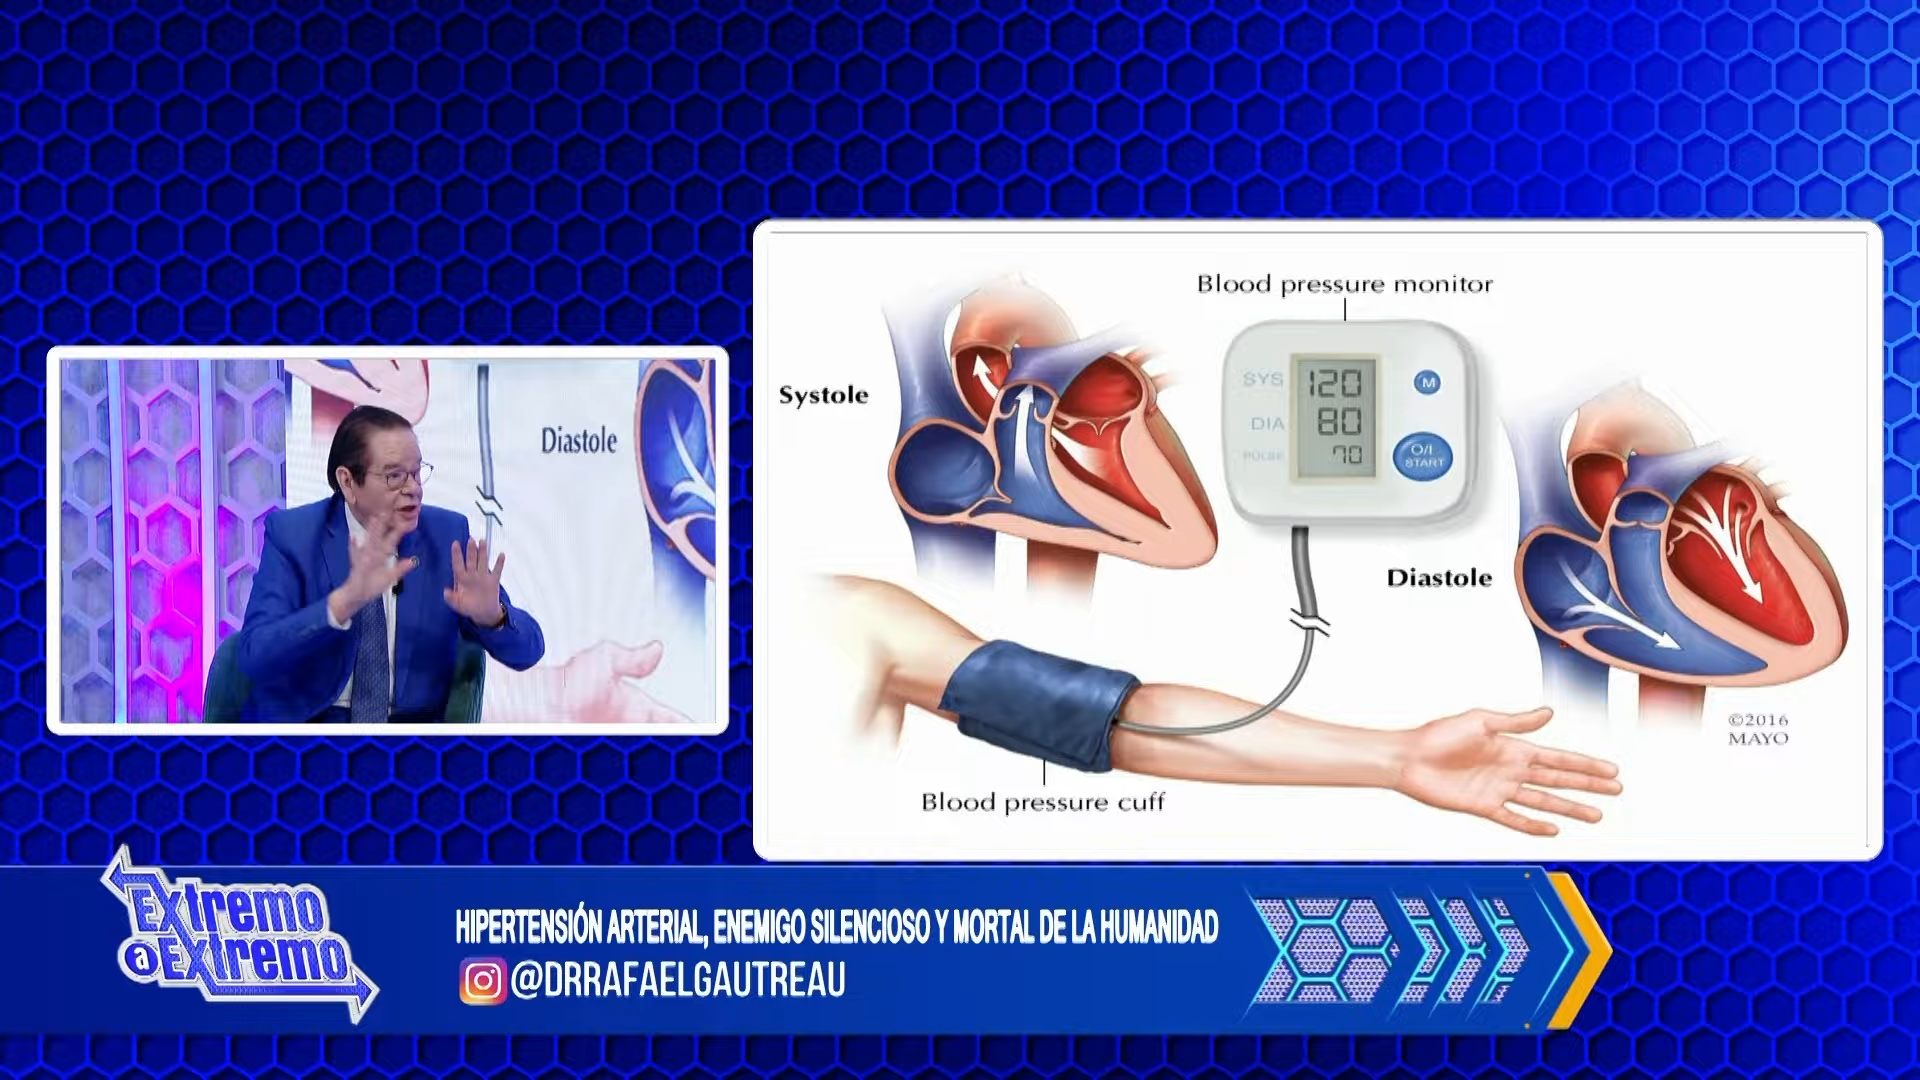 Blood pressure monitor
Systole
SYS 120
DIA 80
PULSE 70
M
O/I
START
Diastole
Diastole
©2016
MAYO
Blood pressure cuff
Extremo
a Extremo
HIPERTENSIÓN ARTERIAL, ENEMIGO SILENCIOSO Y MORTAL DE LA HUMANIDAD
@DRRAFAELGAUTREAU